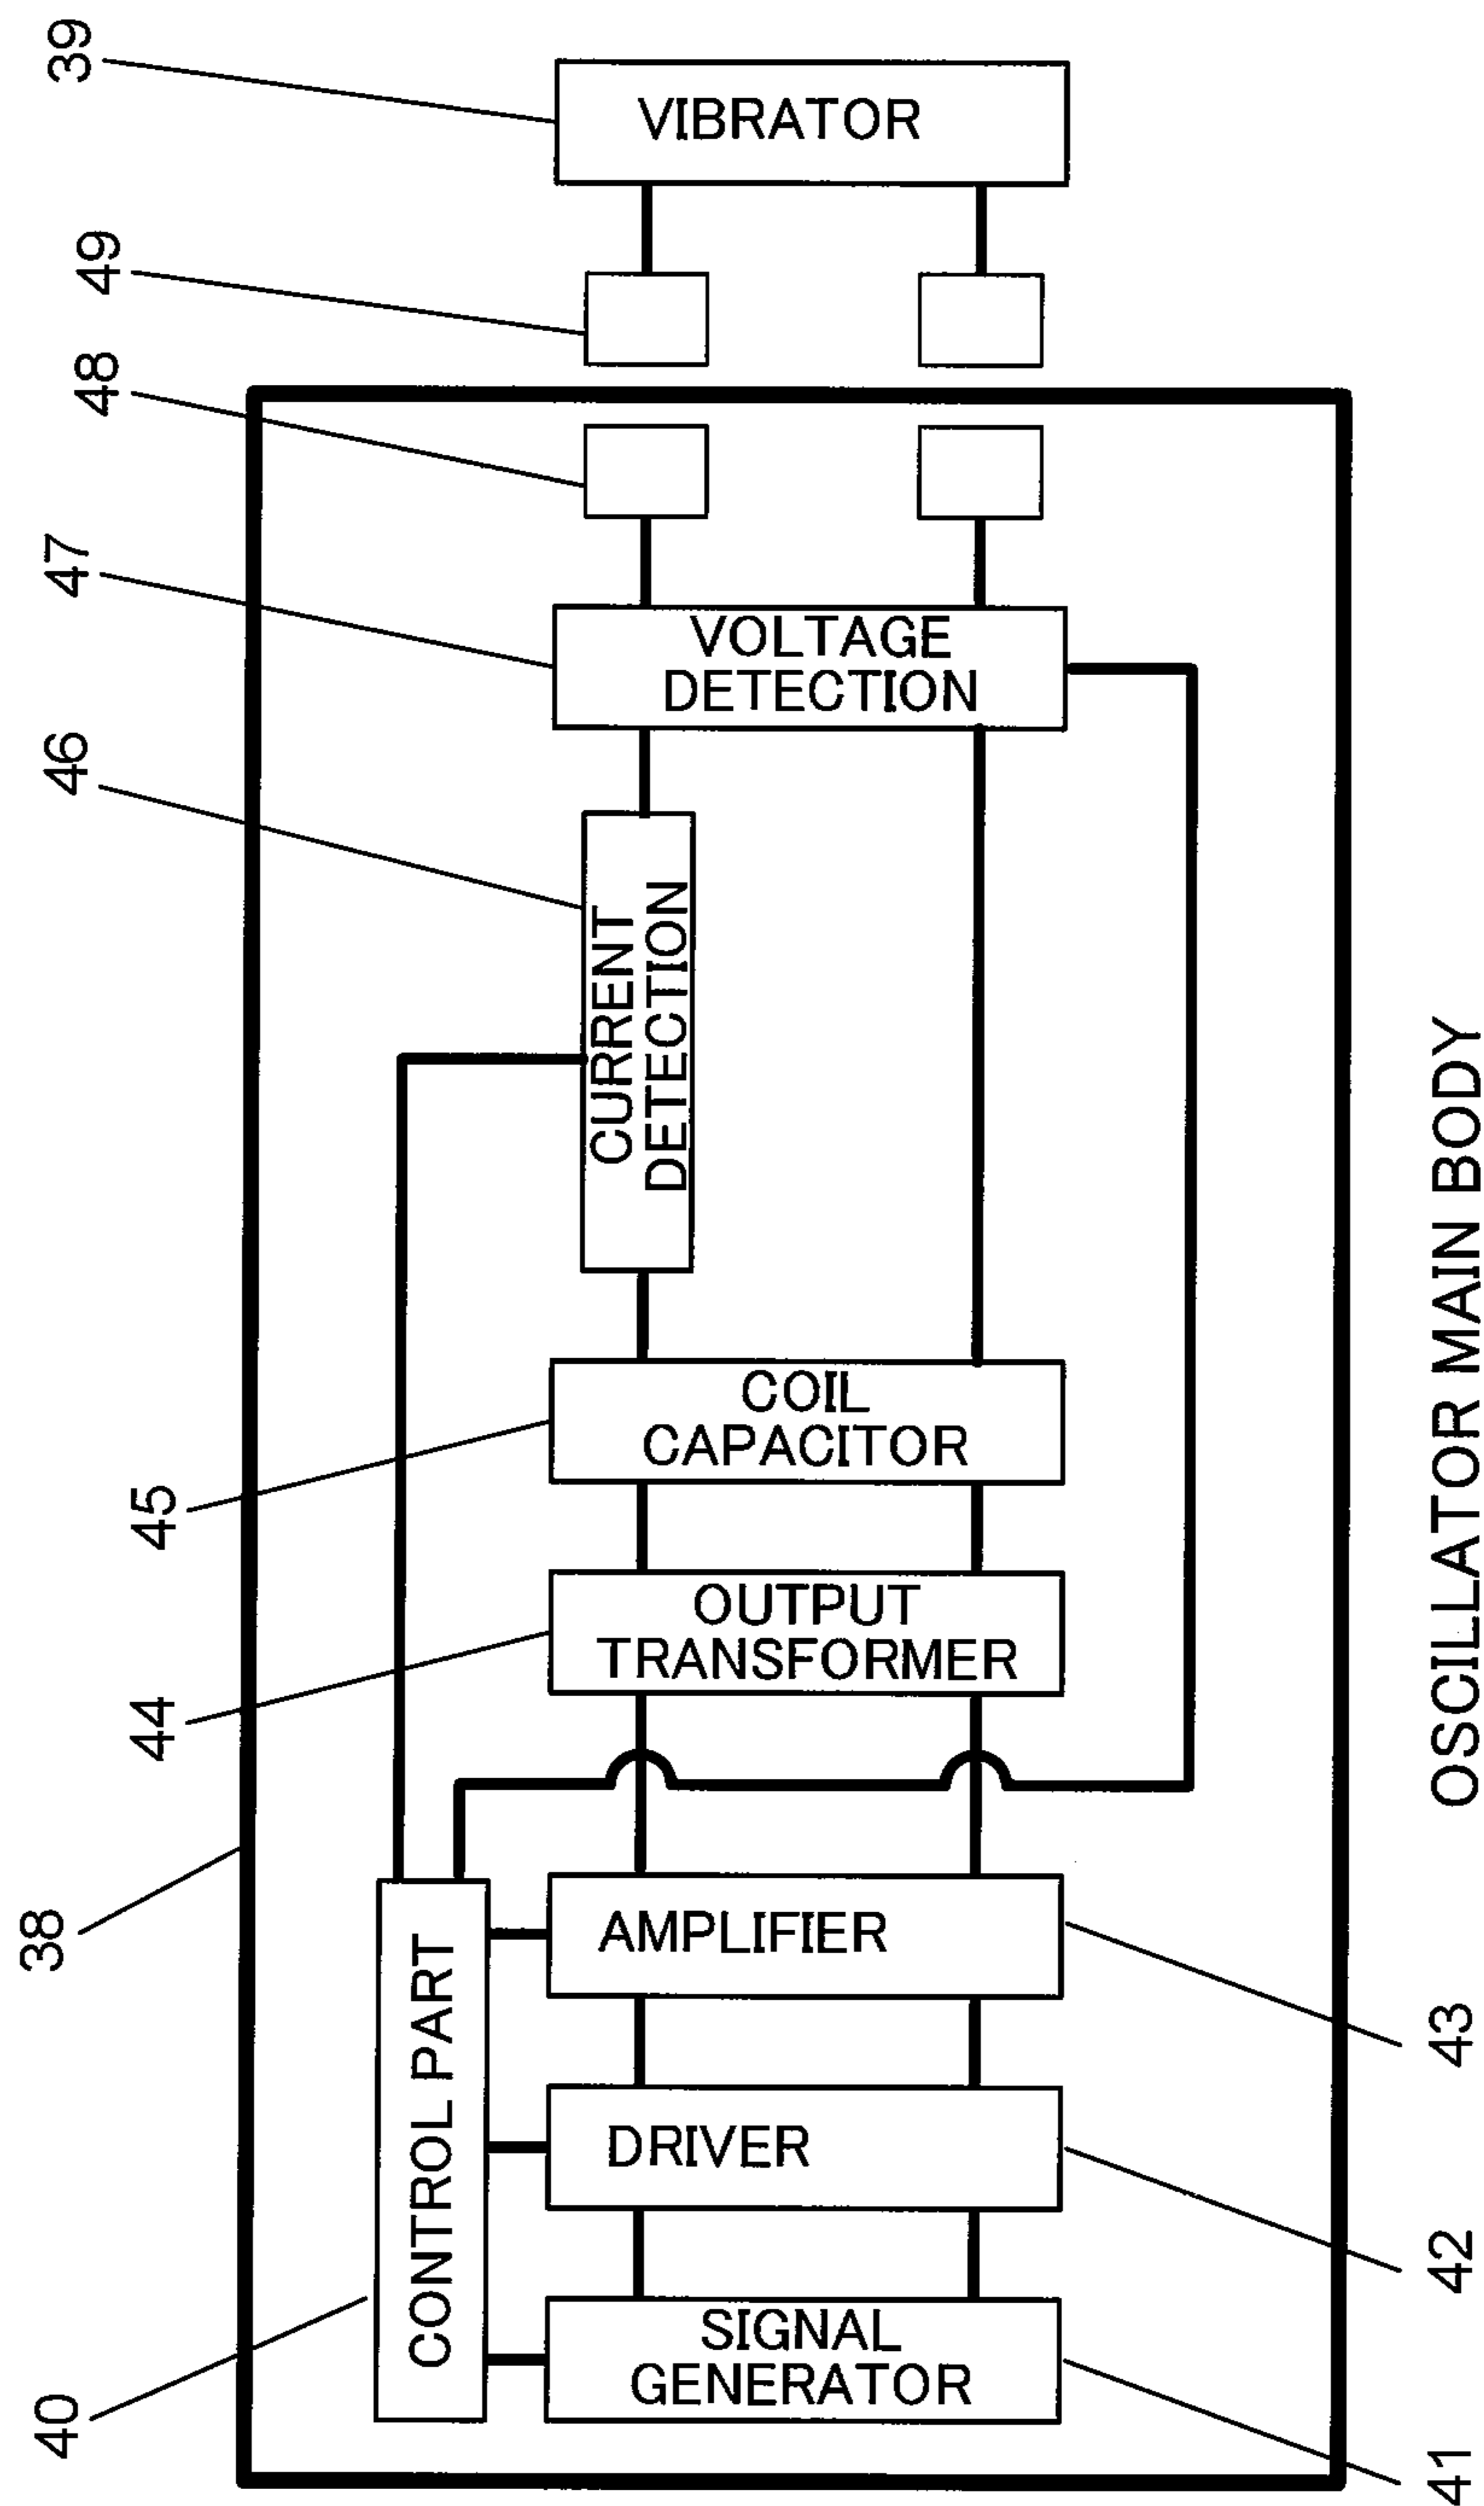 39
VIBRATOR
49
48
47
VOLTAGE
DETECTION
46
CURRENT
DETECTION
COIL
CAPACITOR
45
OUTPUT
TRANSFORMER
44
38
AMPLIFIER
43
CONTROL PART
DRIVER
42
40
SIGNAL
GENERATOR
41
OSCILLATOR MAIN BODY